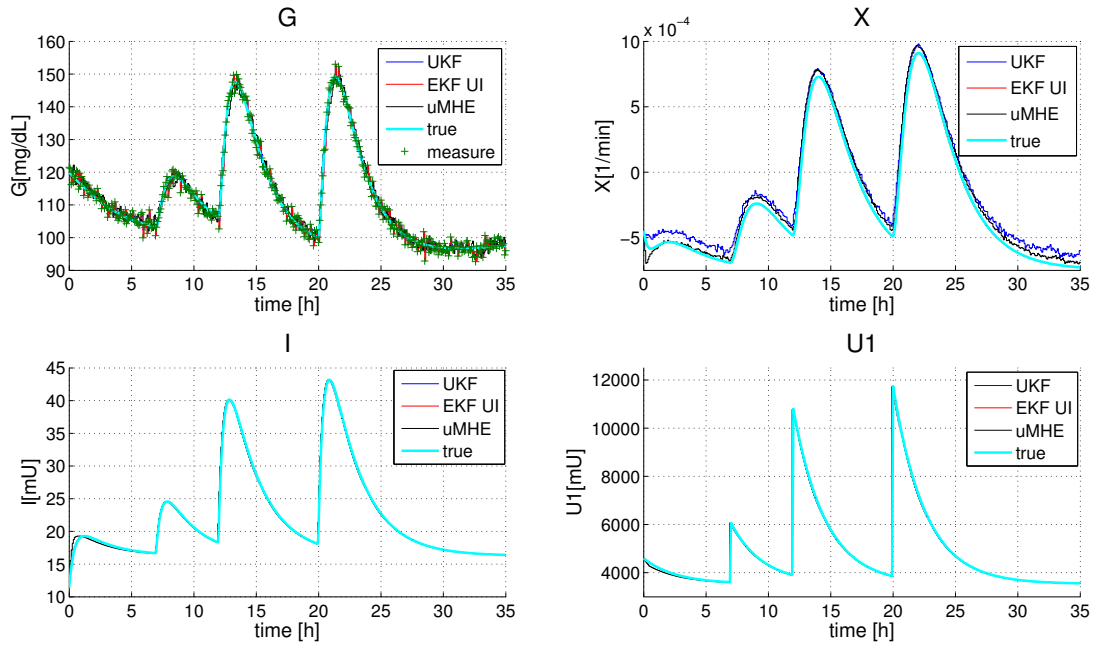 G
160
150
140
130
120
110
100
90
G[mg/dL]
0 5 10 15 20 25 30 35
time [h]
UKF
EKF UI
uMHE
true
measure
X
x 10^-4
10
5
0
−5
X[1/min]
0 5 10 15 20 25 30 35
time [h]
UKF
EKF UI
uMHE
true
I
45
40
35
30
25
20
15
10
I[mU]
0 5 10 15 20 25 30 35
time [h]
UKF
EKF UI
uMHE
true
U1
12000
10000
8000
6000
4000
U1[mU]
0 5 10 15 20 25 30 35
time [h]
UKF
EKF UI
uMHE
true